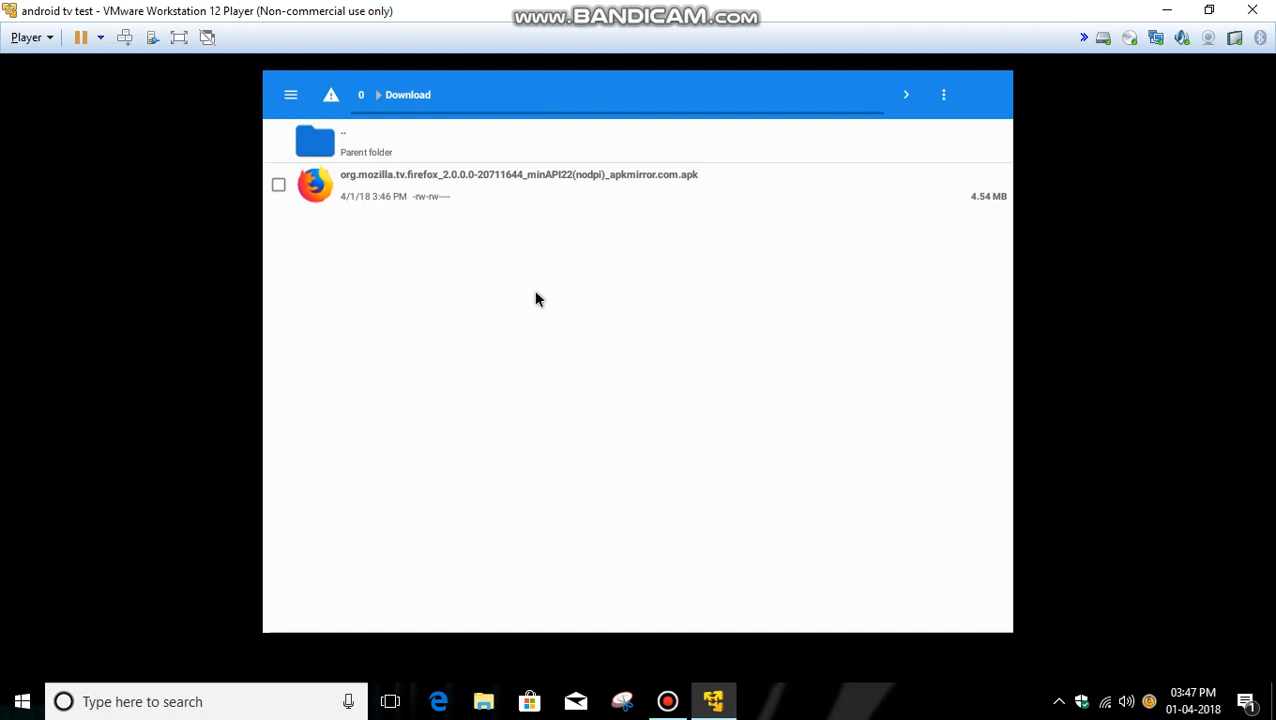 android tv test - VMware Workstation 12 Player (Non-commercial use only)
www.BANDICAM.com
Player
0 Download
..
Parent folder
org.mozilla.tv.firefox_2.0.0.0-20711644_minAPI22(nodpi)_apkmirror.com.apk
4/1/18 3:46 PM -rw-rw----
4.54 MB
Type here to search
03:47 PM
01-04-2018
1